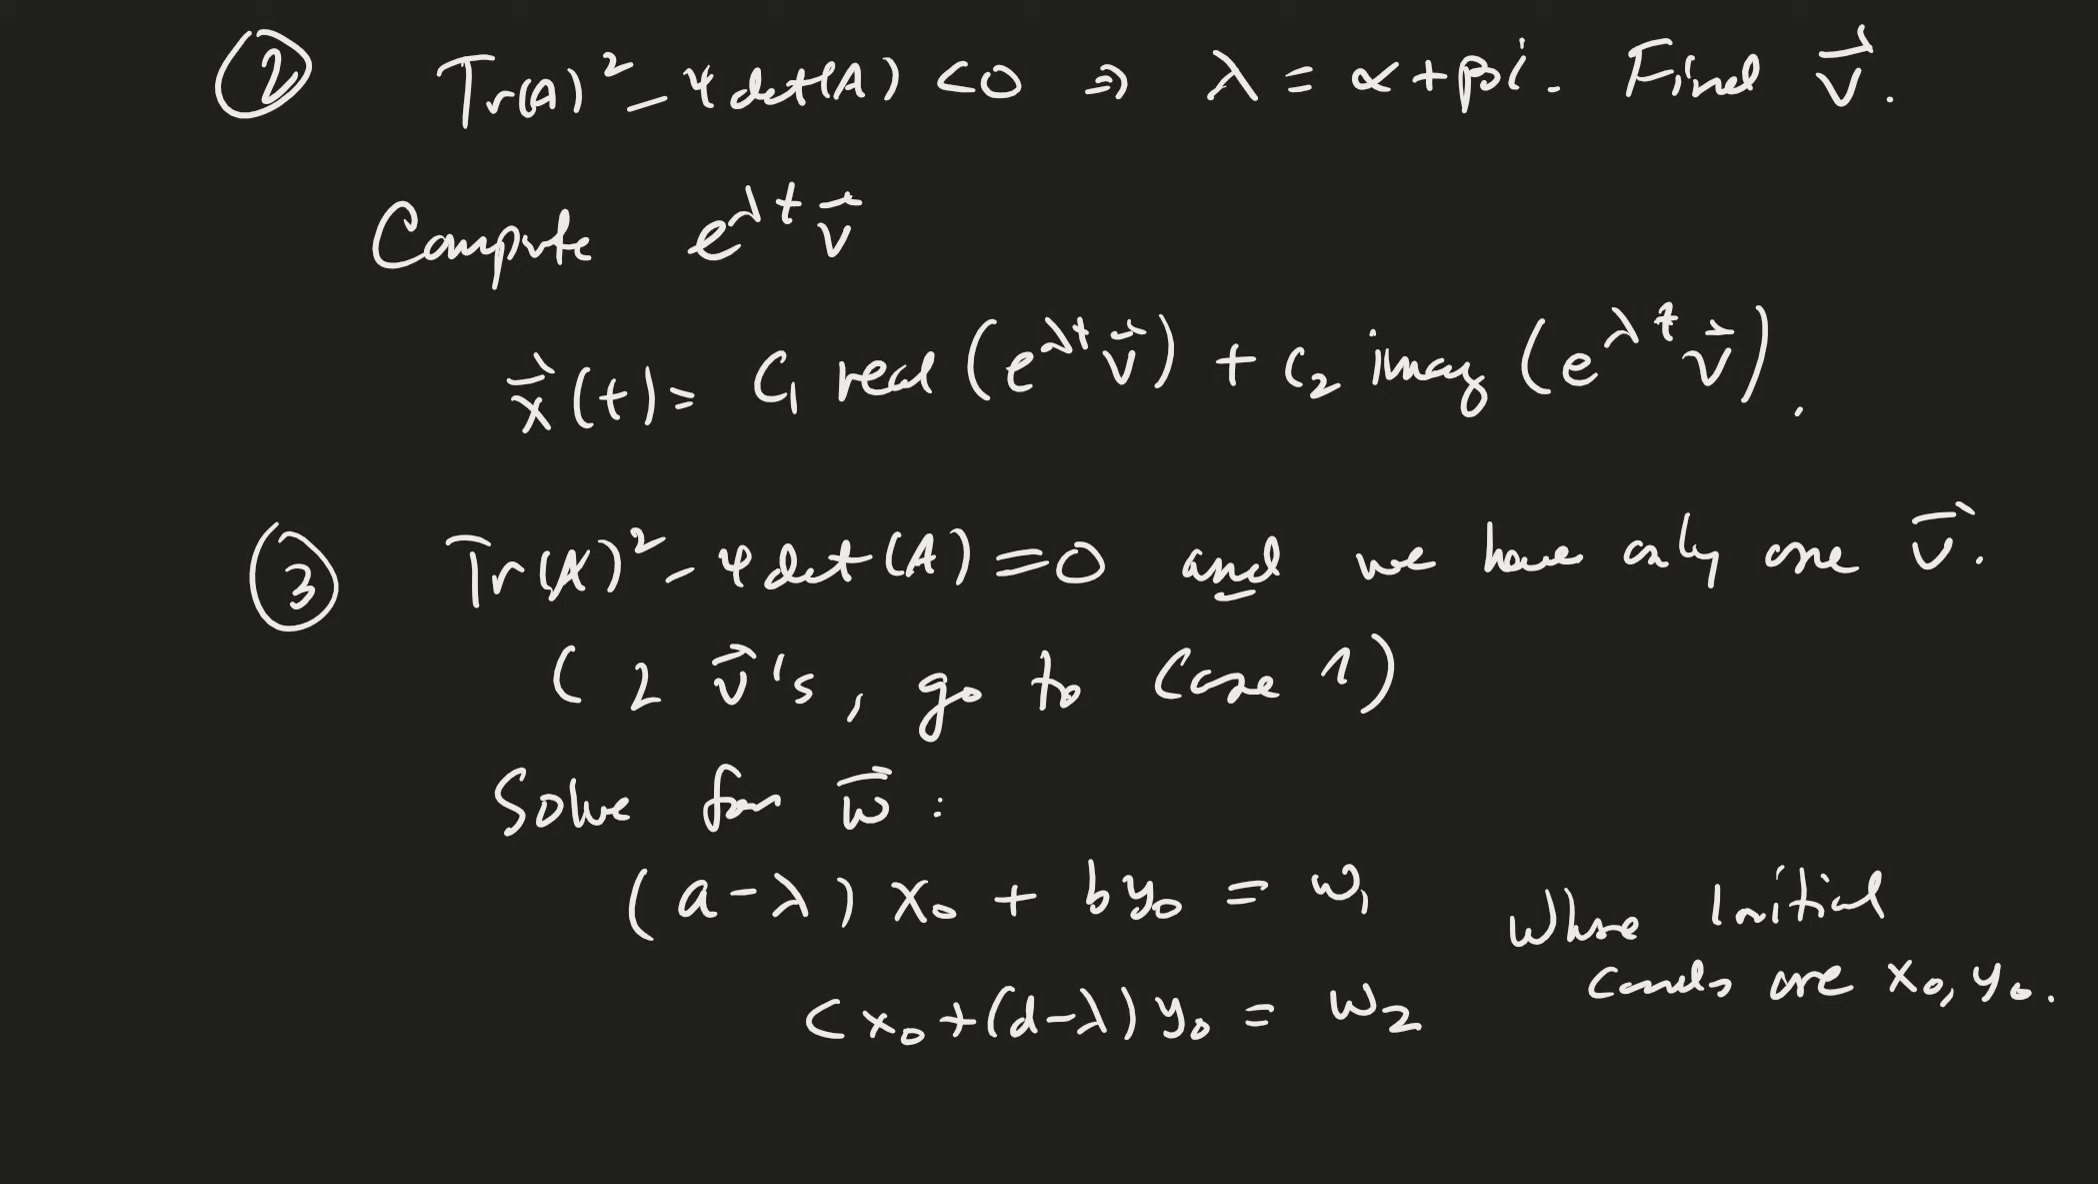 ② Tr(A)² - 4det(A) <0 ⇒ λ = α+βi. Find v⃗.
Compute e^{λt} v⃗
x⃗(t) = C₁ real (e^{λt} v⃗) + C₂ imag (e^{λt} v⃗).
③ Tr(A)² - 4det(A) = 0 and we have only one v⃗.
(2 v⃗'s, go to Case 1)
Solve for w⃗ :
(a-λ) x₀ + by₀ = w₁
Where Initial
conds are x₀, y₀.
cx₀+(d-λ) y₀ = w₂